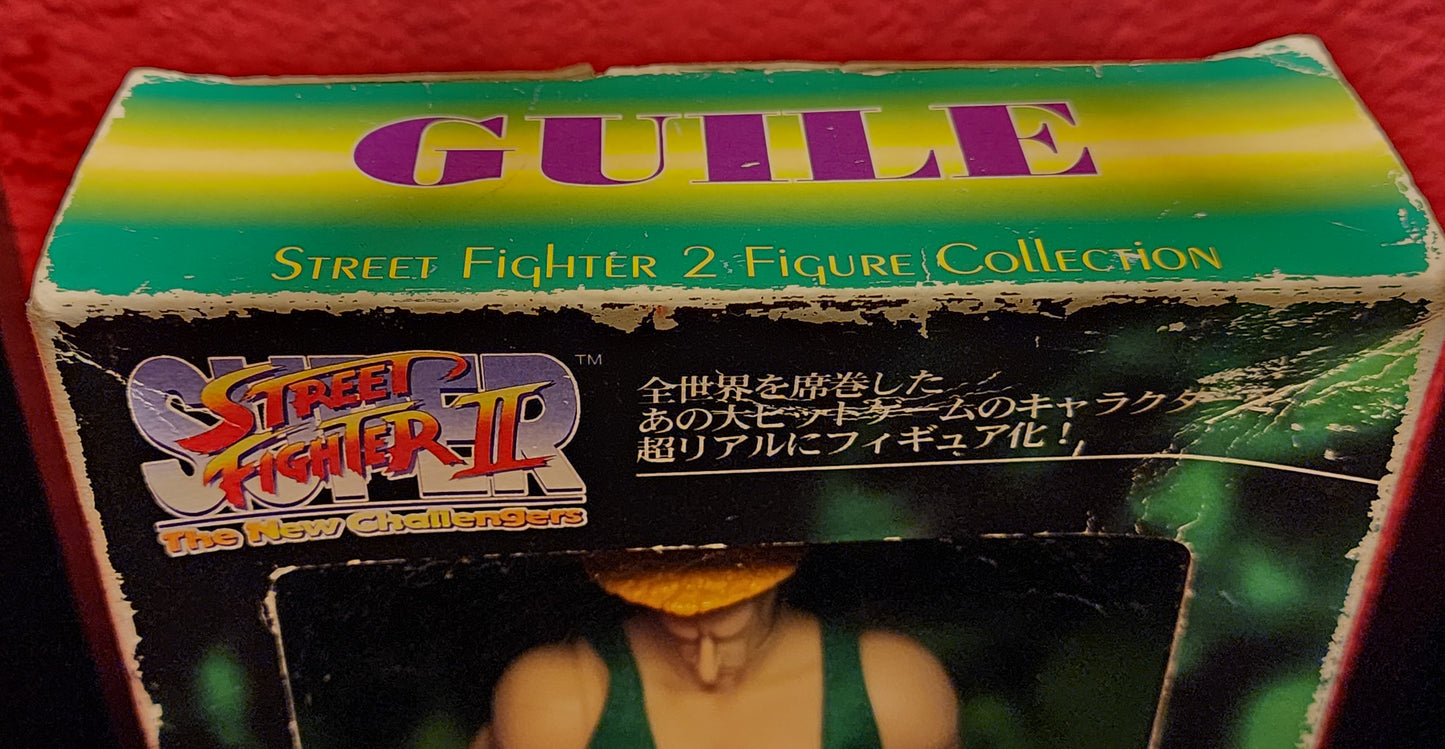 GUILE
STREET FIGHTER 2 FIGURE COLLECTION
SUPER
STREET
FIGHTER II
TM
The New Challengers
全世界を席巻した
あの大ヒットゲームのキャラクターを
超リアルにフィギュア化！